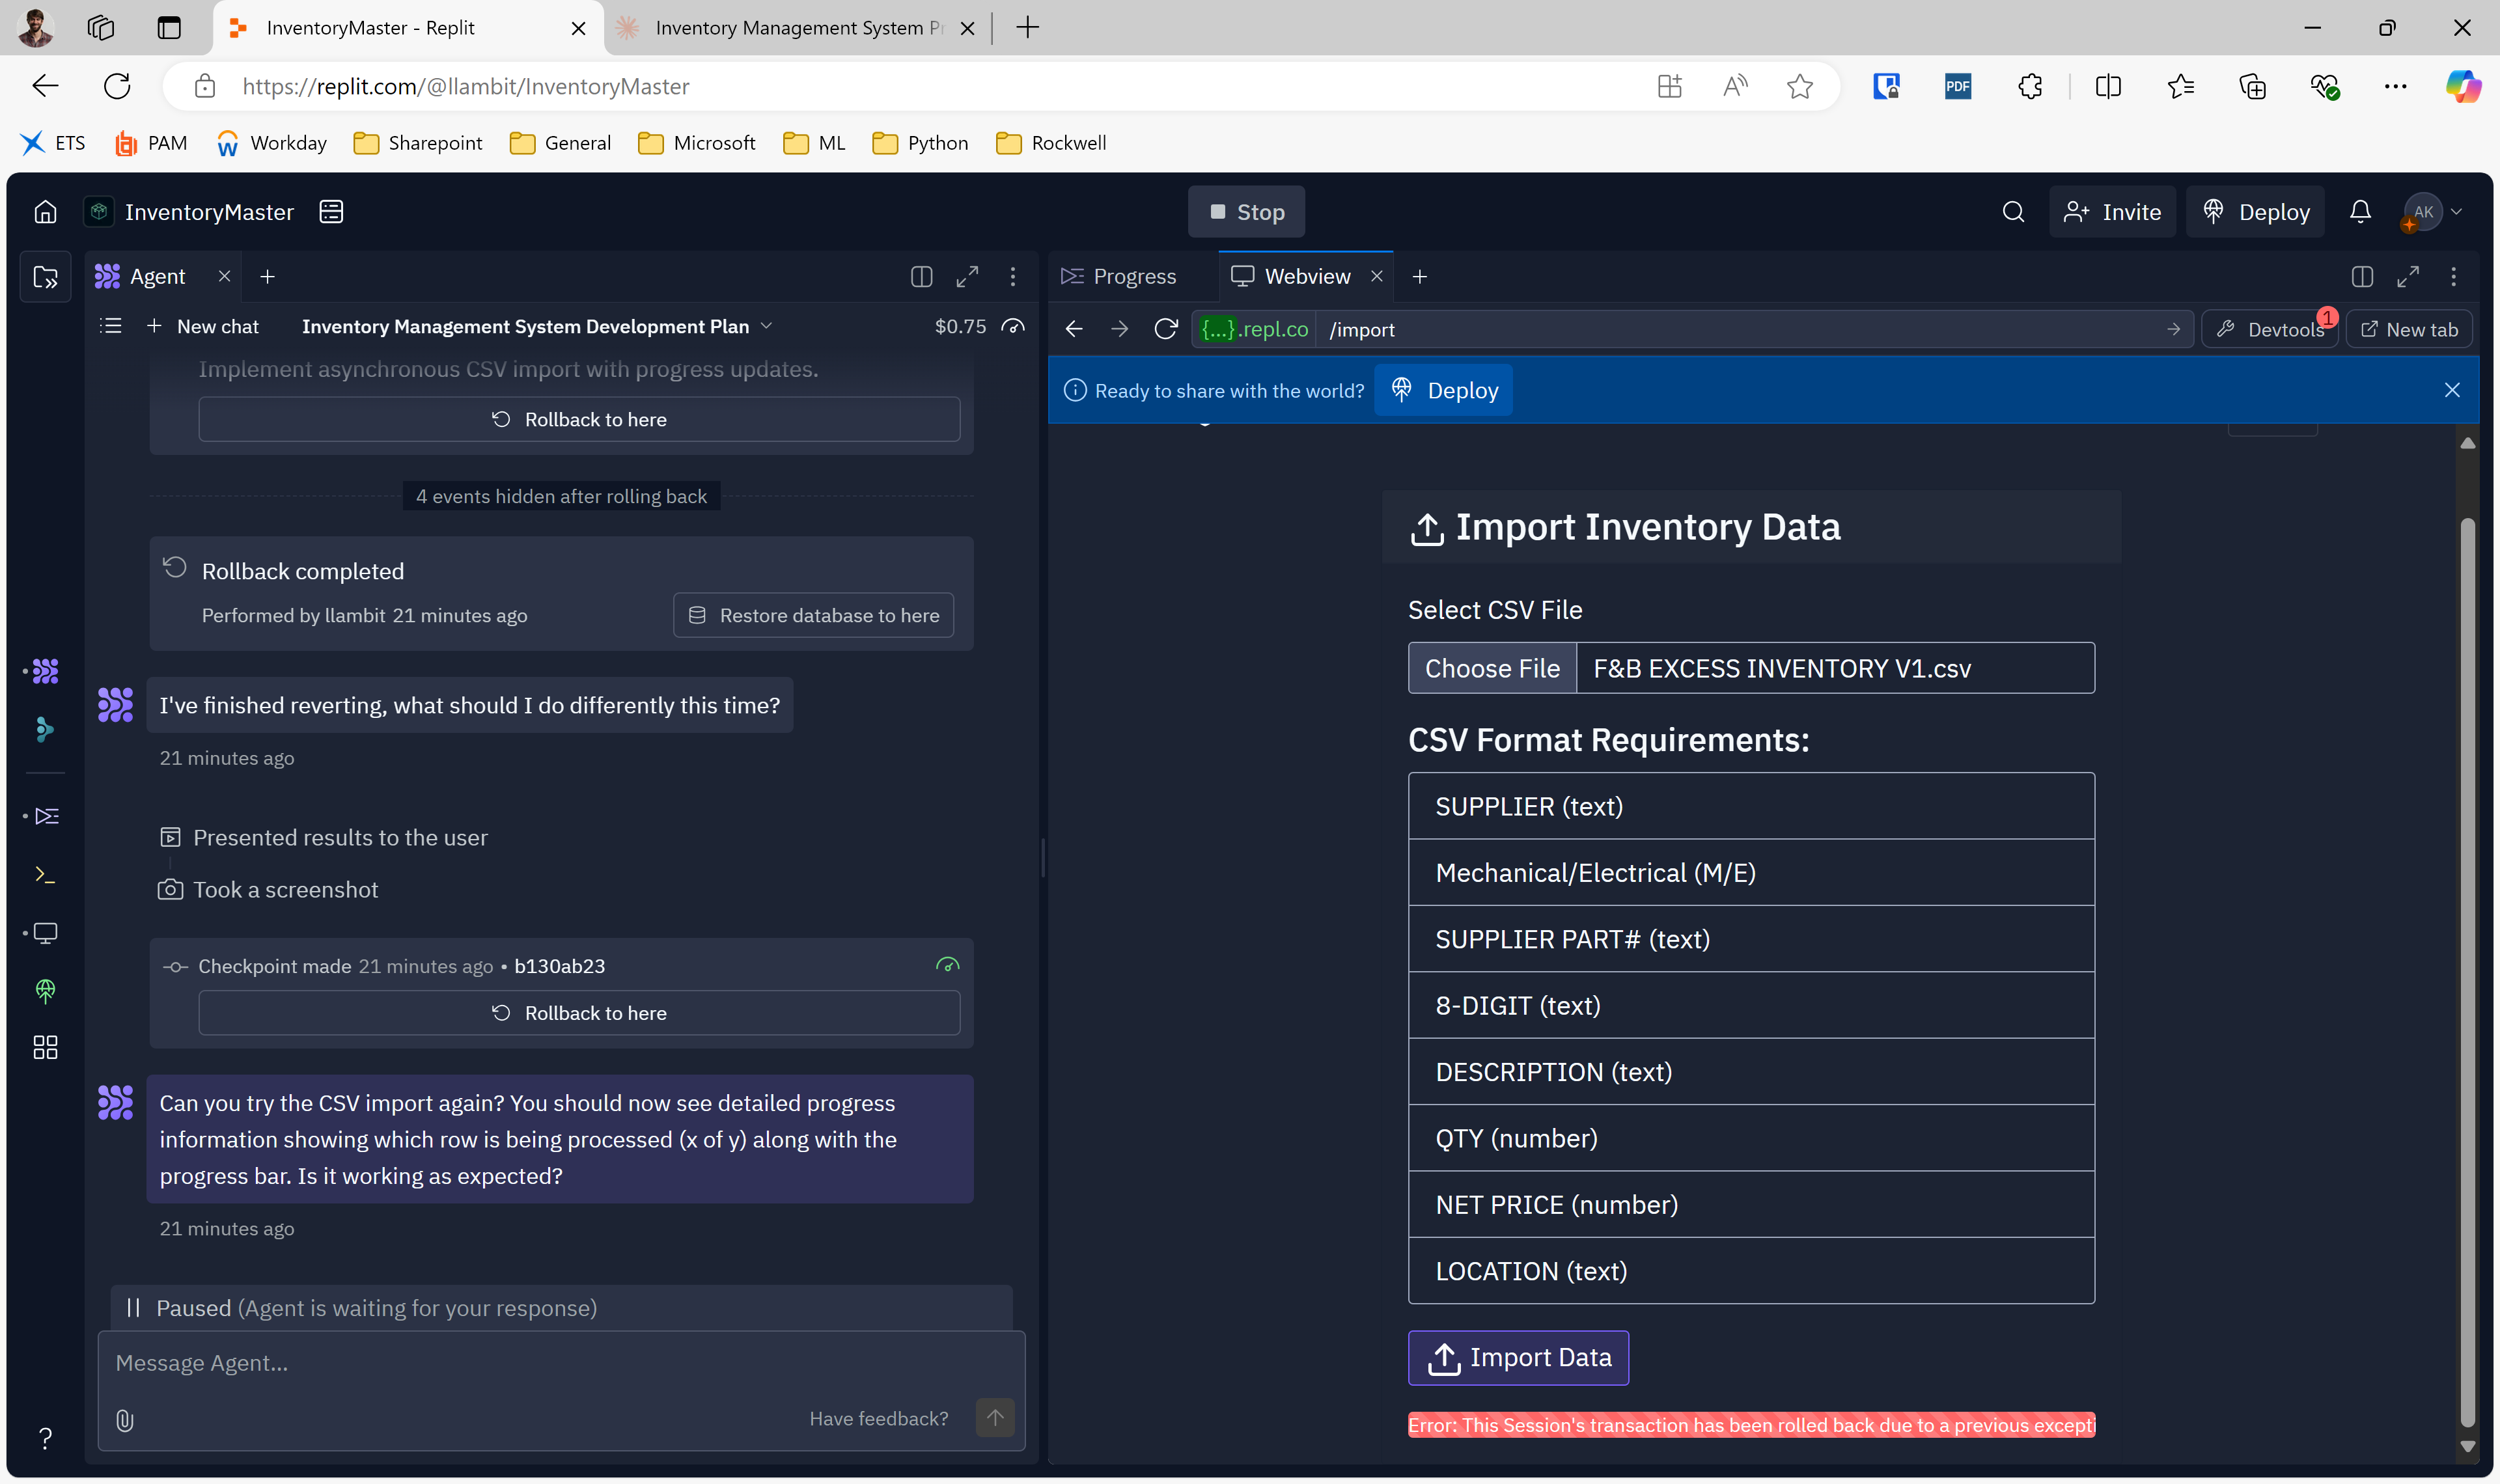 InventoryMaster - Replit
Inventory Management System Pr
https://replit.com/@llambit/InventoryMaster
PDF
ETS
PAM
Workday
Sharepoint
General
Microsoft
ML
Python
Rockwell
InventoryMaster
Stop
Invite
Deploy
AK
Agent
New chat
Inventory Management System Development Plan
$0.75
Implement asynchronous CSV import with progress updates.
Rollback to here
4 events hidden after rolling back
Rollback completed
Performed by llambit 21 minutes ago
Restore database to here
I've finished reverting, what should I do differently this time?
21 minutes ago
Presented results to the user
Took a screenshot
Checkpoint made 21 minutes ago • b130ab23
Rollback to here
Can you try the CSV import again? You should now see detailed progress
information showing which row is being processed (x of y) along with the
progress bar. Is it working as expected?
21 minutes ago
Paused (Agent is waiting for your response)
Message Agent...
Have feedback?
Progress
Webview
{...}.repl.co
/import
Devtools
1
New tab
Ready to share with the world?
Deploy
Import Inventory Data
Select CSV File
Choose File
F&B EXCESS INVENTORY V1.csv
CSV Format Requirements:
SUPPLIER (text)
Mechanical/Electrical (M/E)
SUPPLIER PART# (text)
8-DIGIT (text)
DESCRIPTION (text)
QTY (number)
NET PRICE (number)
LOCATION (text)
Import Data
Error: This Session's transaction has been rolled back due to a previous excepti